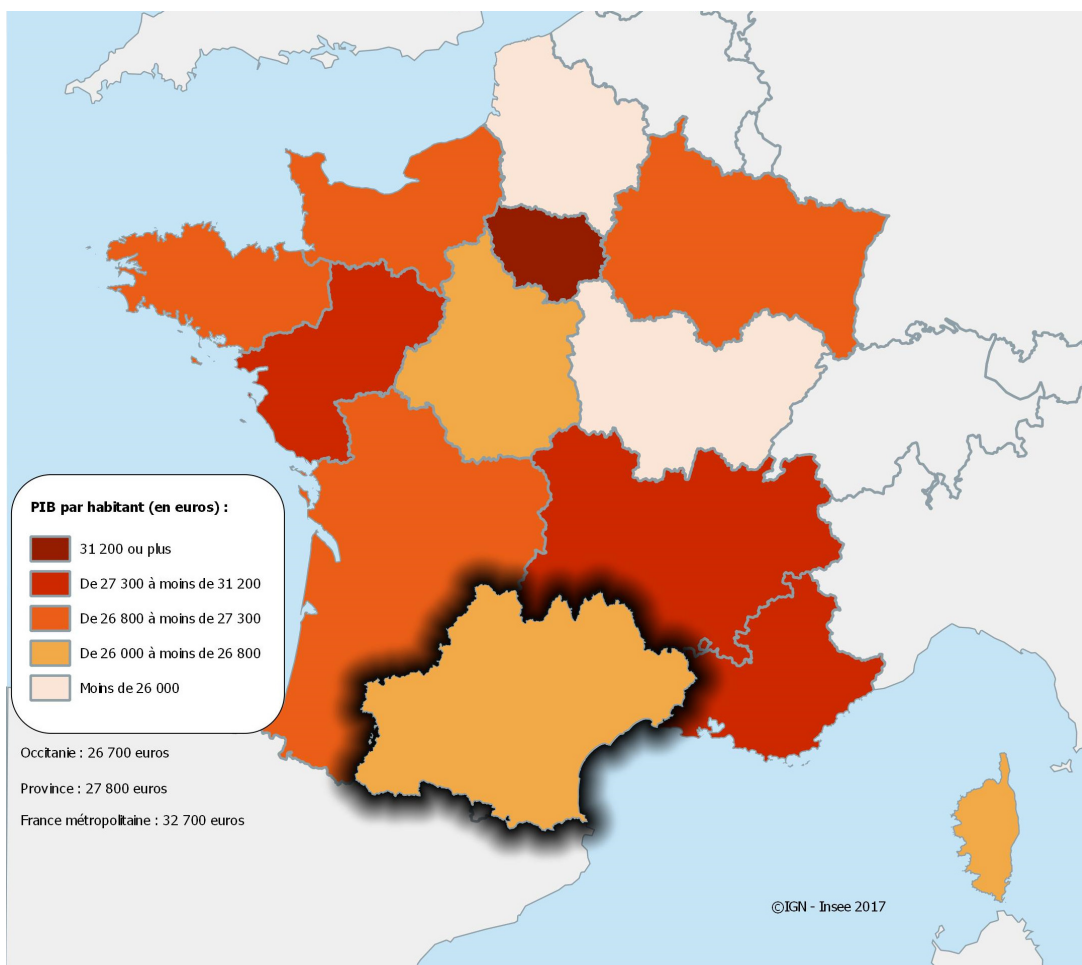 PIB par habitant (en euros) :
31 200 ou plus
De 27 300 à moins de 31 200
De 26 800 à moins de 27 300
De 26 000 à moins de 26 800
Moins de 26 000
Occitanie : 26 700 euros
Province : 27 800 euros
France métropolitaine : 32 700 euros
©IGN - Insee 2017